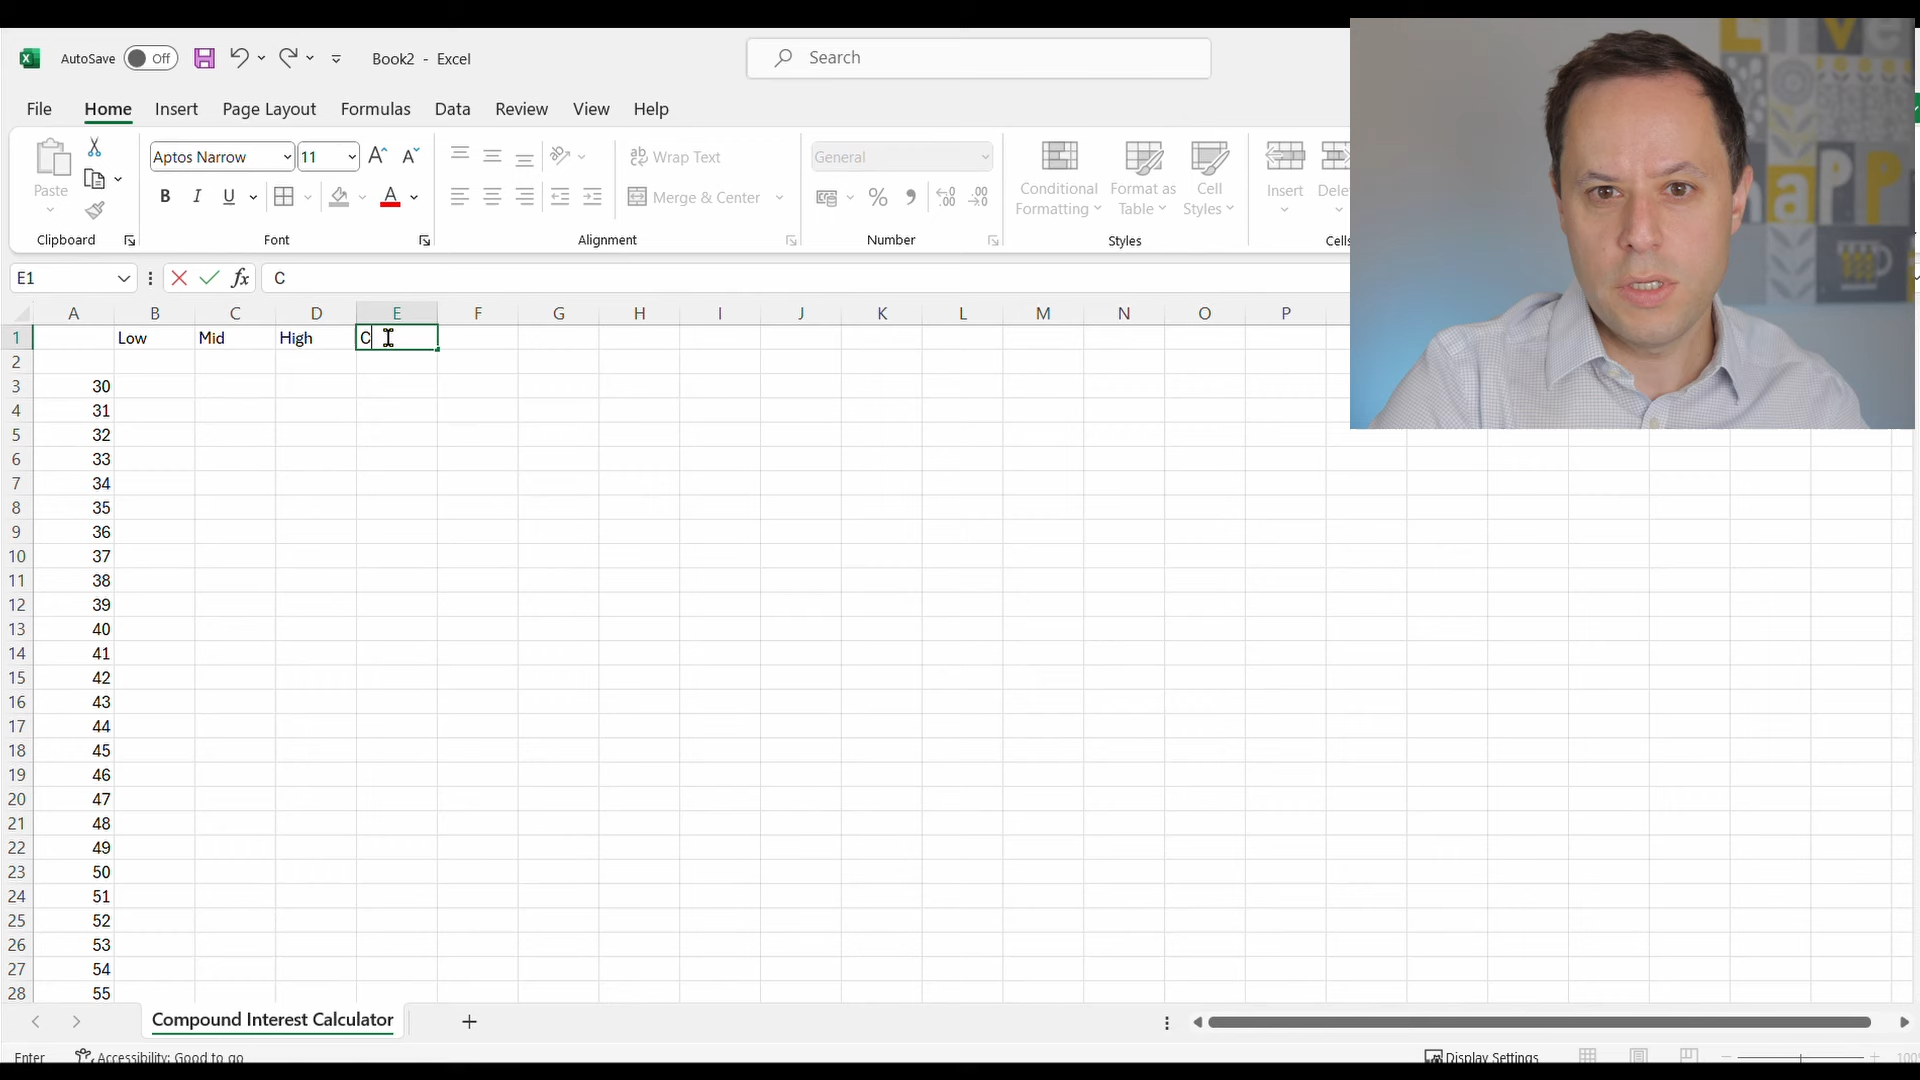 AutoSave Off Book2 - Excel Search
File Home Insert Page Layout Formulas Data Review View Help
Aptos Narrow 11 Wrap Text General
Paste B I U A Merge & Center % Conditional Formatting Format as Table Cell Styles Insert
Clipboard Font Alignment Number Styles Cells
E1 fx C
A B C D E F G H I J K L M N O P
1 Low Mid High C
2
3 30
4 31
5 32
6 33
7 34
8 35
9 36
10 37
11 38
12 39
13 40
14 41
15 42
16 43
17 44
18 45
19 46
20 47
21 48
22 49
23 50
24 51
25 52
26 53
27 54
28 55
Compound Interest Calculator
Enter Accessibility: Good to go Display Settings